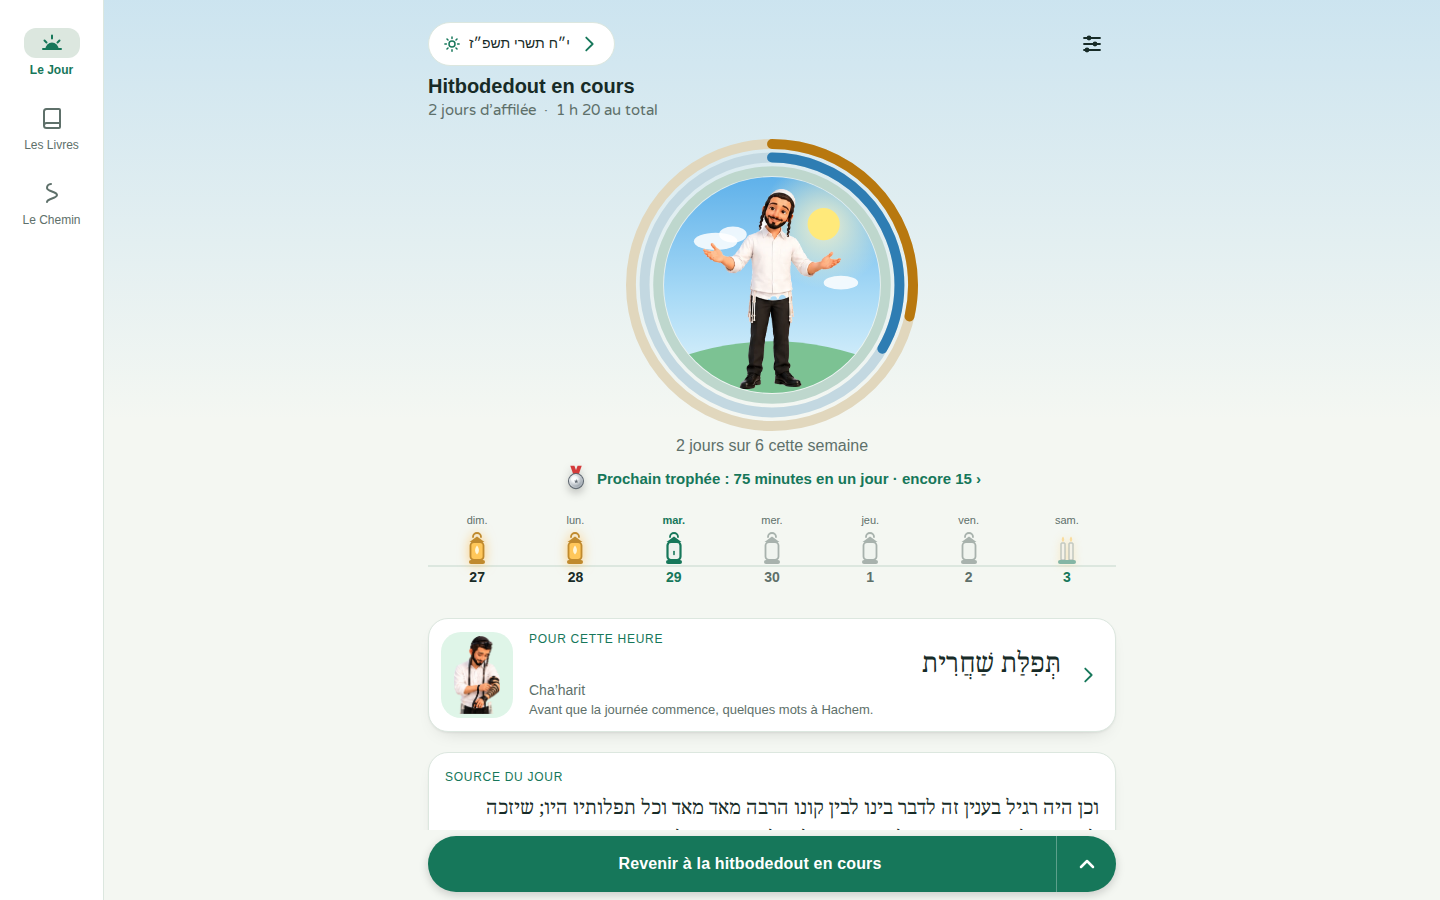 Le Jour
Les Livres
Le Chemin
י״ח תשרי תשפ״ז
Hitbodedout en cours
2 jours d’affilée · 1 h 20 au total
2 jours sur 6 cette semaine
Prochain trophée : 75 minutes en un jour · encore 15 ›
dim. lun. mar. mer. jeu. ven. sam.
27 28 29 30 1 2 3
POUR CETTE HEURE
תְּפִלַּת שַׁחֲרִית
Cha’harit
Avant que la journée commence, quelques mots à Hachem.
SOURCE DU JOUR
וכן היה רגיל בענין זה לדבר בינו לבין קונו הרבה מאד מאד וכל תפלותיו היו; שיזכה
Revenir à la hitbodedout en cours